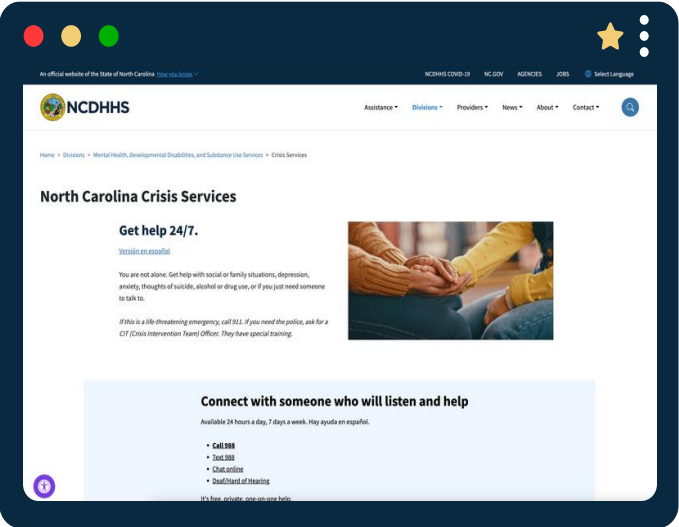 An official website of the State of North Carolina How you know
NCDHHS COVID-19 NC.GOV AGENCIES JOBS Select Language
NCDHHS
Assistance Divisions Providers News About Contact
Home > Divisions > Mental Health, Developmental Disabilities, and Substance Use Services > Crisis Services
North Carolina Crisis Services
Get help 24/7.
Versión en español
You are not alone. Get help with social or family situations, depression,
anxiety, thoughts of suicide, alcohol or drug use, or if you just need someone
to talk to.
If this is a life-threatening emergency, call 911. If you need the police, ask for a
CIT (Crisis Intervention Team) Officer. They have special training.
Connect with someone who will listen and help
Available 24 hours a day, 7 days a week. Hay ayuda en español.
• Call 988
• Text 988
• Chat online
• Deaf/Hard of Hearing
It's free, private, one-on-one help.